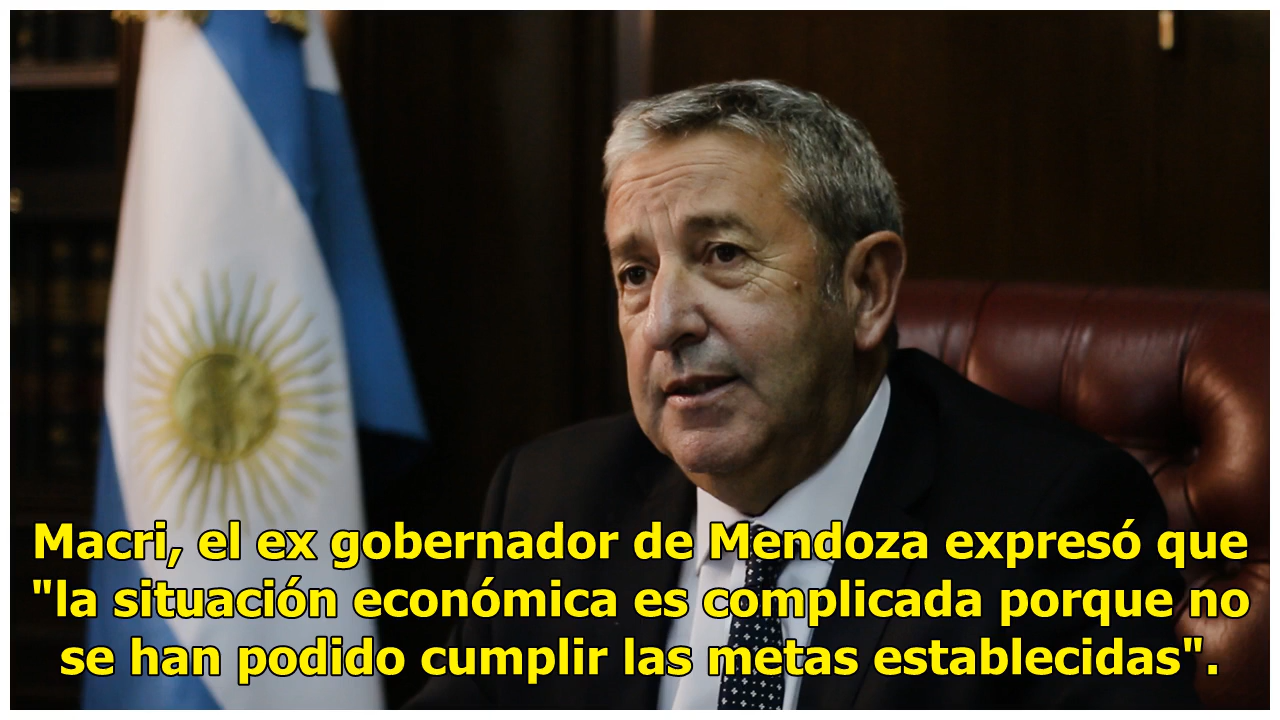 Macri, el ex gobernador de Mendoza expresó que
"la situación económica es complicada porque no
se han podido cumplir las metas establecidas".